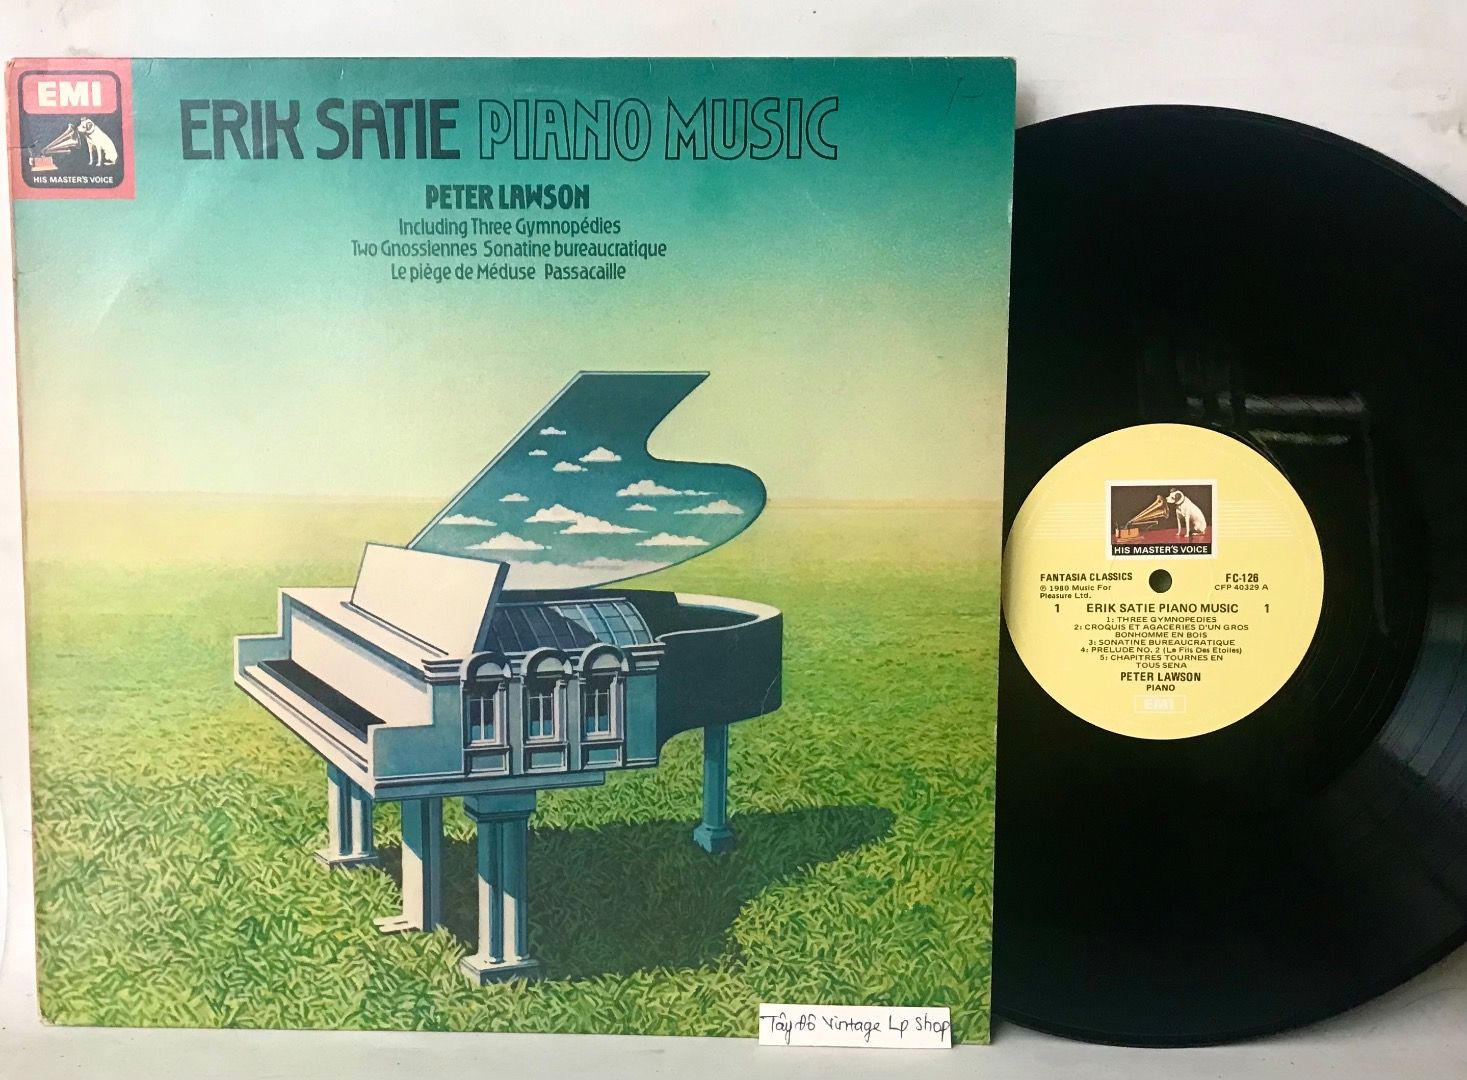 EMI
HIS MASTER'S VOICE
ERIK SATIE PIANO MUSIC
PETER LAWSON
Including Three Gymnopédies
Two Gnossiennes Sonatine bureaucratique
Le piège de Méduse Passacaille
HIS MASTER'S VOICE
FANTASIA CLASSICS
℗ 1980 Music For
Pleasure Ltd.
FC-126
CFP 40329 A
1 ERIK SATIE PIANO MUSIC 1
1: THREE GYMNOPEDIES
2: CROQUIS ET AGACERIES D'UN GROS
BONHOMME EN BOIS
3: SONATINE BUREAUCRATIQUE
4: PRELUDE NO. 2 (Le Fils Des Etoiles)
5: CHAPITRES TOURNES EN
TOUS SENA
PETER LAWSON
PIANO
EMI
Tây Đô Vintage Lp Shop